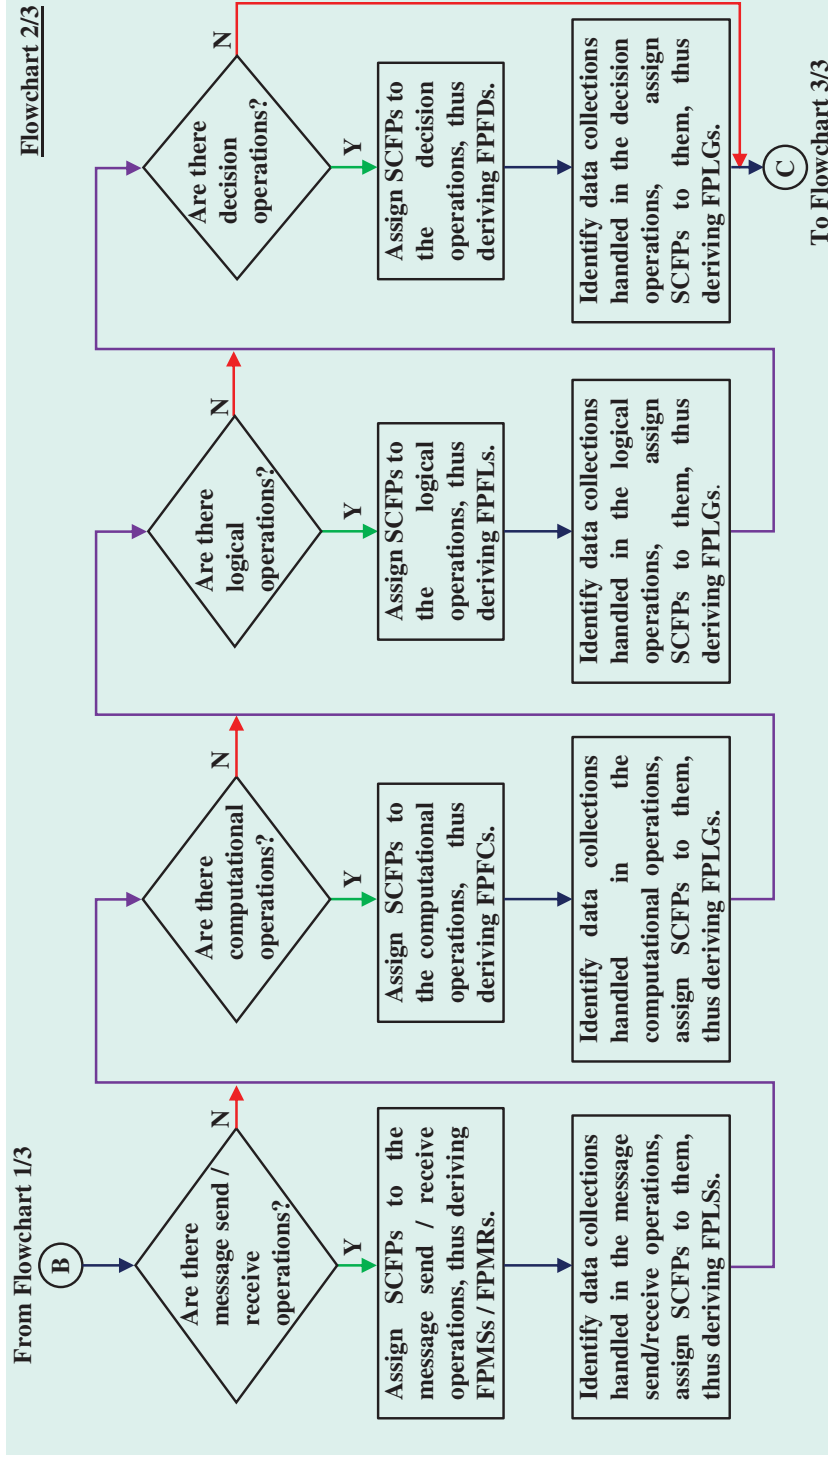 Flowchart 2/3
From Flowchart 1/3
B
Are there
message send /
receive
operations?
N
Y
Assign SCFPs to the
message send / receive
operations, thus deriving
FPMSs / FPMRs.
Identify data collections
handled in the message
send/receive operations,
assign SCFPs to them,
thus deriving FPLSs.
Are there
computational
operations?
N
Y
Assign SCFPs to
the computational
operations, thus
deriving FPFCs.
Identify data collections
handled in the
computational operations,
assign SCFPs to them,
thus deriving FPLGs.
Are there
logical
operations?
N
Y
Assign SCFPs to
the logical
operations, thus
deriving FPFLs.
Identify data collections
handled in the logical
operations, assign
SCFPs to them, thus
deriving FPLGs.
Are there
decision
operations?
N
Y
Assign SCFPs to
the decision
operations, thus
deriving FPFDs.
Identify data collections
handled in the decision
operations, assign
SCFPs to them, thus
deriving FPLGs.
C
To Flowchart 3/3